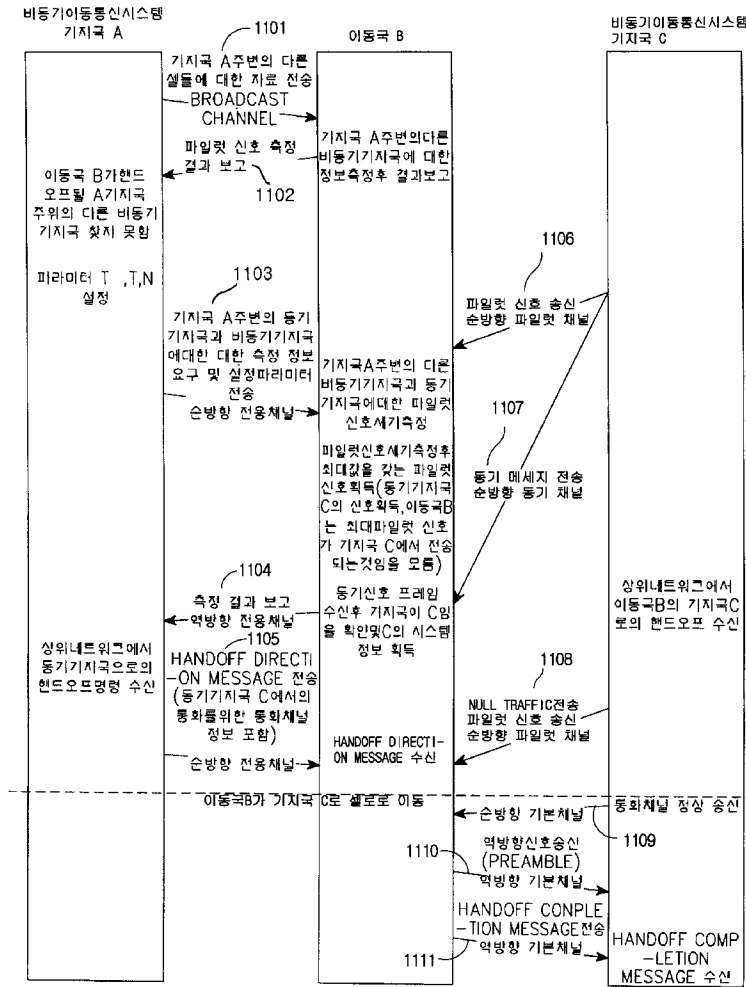 비동기이동통신시스템
기지국 A
1101
이동국 B
비동기이동통신시스템
기지국 C
기지국 A주변의 다른
셀들에 대한 자료 전송
BROADCAST
CHANNEL
기지국 A주변의다른
비동기기지국에 대한
정보측정후 결과보고
파일럿 신호 측정
결과 보고
1102
이동국 B가핸드
오프될 A기지국
주위의 다른 비동기
기지국 찾지 못함
파라미터 T ,T,N
설정
1103
기지국 A주변의 동기
기지국과 비동기기지국
에대한 대한 측정 정보
요구 및 설정파라미터
전송
순방향 전용채널
1106
파일럿 신호 송신
순방향 파일럿 채널
기지국A주변의 다른
비동기기지국과 동기
기지국에대한 파일럿
신호세기측정
1107
동기 메세지 전송
순방향 동기 채널
파일럿신호세기측정후
최대값을 갖는 파일럿
신호획득(동기기지국
C의 신호획득,이동국B
는 최대파일럿 신호
가 기지국 C에서 전송
되는것임을 모름)
1104
측정 결과 보고
역방향 전용채널
동기신호 프레임
수신후 기지국이 C임
을 확인및C의 시스템
정보 획득
상위네트워크에서
이동국B의 기지국C
로의 핸드오프 수신
상위네트워크에서
동기기지국으로의
핸드오프명령 수신
1105
HANDOFF DIRECTI
-ON MESSAGE 전송
(동기기지국 C에서의
통화를위한 통화채널
정보 포함)
순방향 전용채널
1108
NULL TRAFFIC전송
파일럿 신호 송신
순방향 파일럿 채널
HANDOFF DIRECTI-
ON MESSAGE 수신
이동국B가 기지국 C로 셀로로 이동
통화채널 정상 송신
순방향 기본채널
1109
1110
역방향신호송신
(PREAMBLE)
역방향 기본채널
HANDOFF CONPLE
-TION MESSAGE전송
역방향 기본채널
1111
HANDOFF COMP
-LETION
MESSAGE 수신